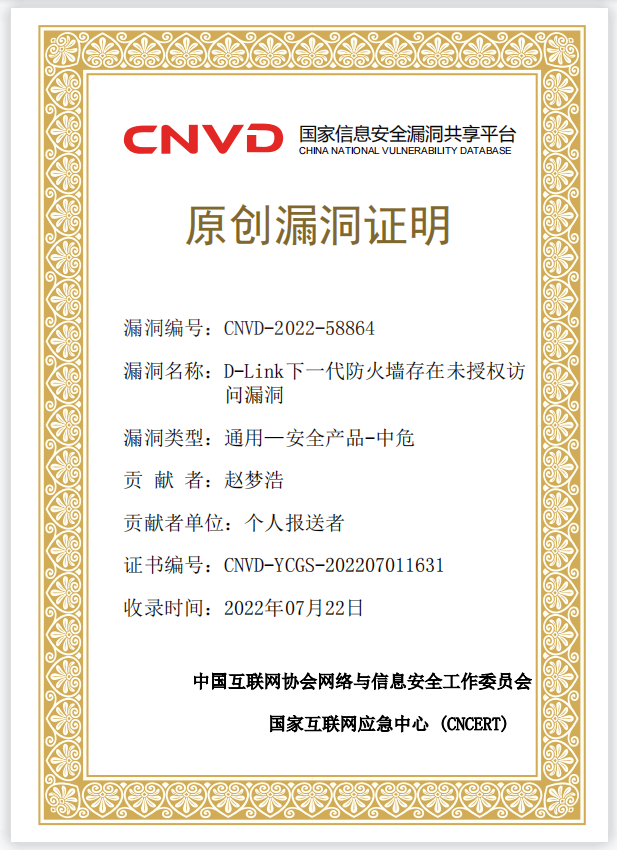 CNVD 国家信息安全漏洞共享平台
CHINA NATIONAL VULNERABILITY DATABASE
原创漏洞证明
漏洞编号：CNVD-2022-58864
漏洞名称：D-Link下一代防火墙存在未授权访
问漏洞
漏洞类型：通用—安全产品-中危
贡 献 者：赵梦浩
贡献者单位：个人报送者
证书编号：CNVD-YCGS-202207011631
收录时间：2022年07月22日
中国互联网协会网络与信息安全工作委员会
国家互联网应急中心 (CNCERT)